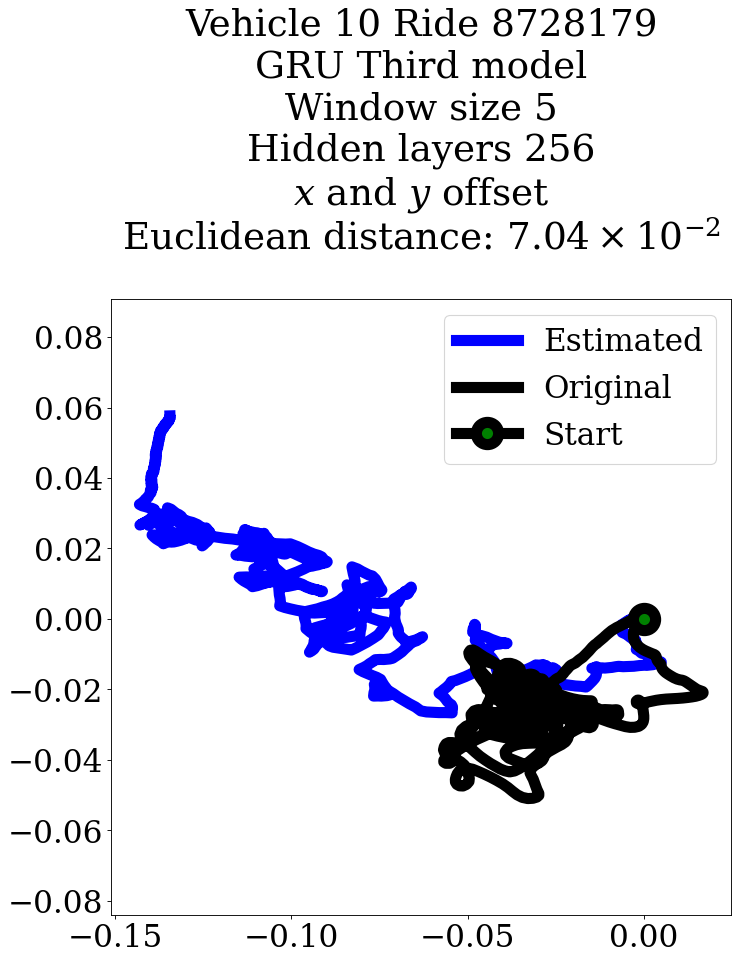 Vehicle 10 Ride 8728179
GRU Third model
Window size 5
Hidden layers 256
x and y offset
Euclidean distance: 7.04 × 10⁻²
Estimated
Original
Start
0.08
0.06
0.04
0.02
0.00
−0.02
−0.04
−0.06
−0.08
−0.15 −0.10 −0.05 0.00